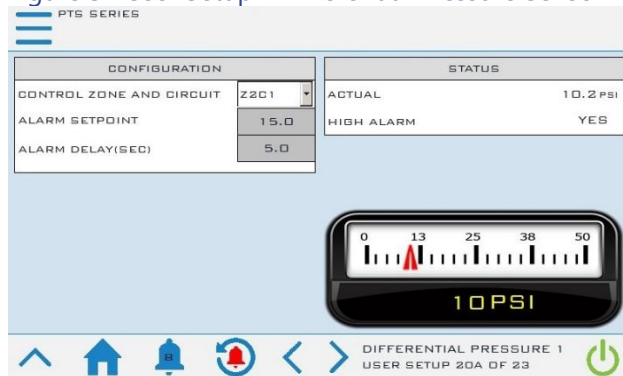 PTS SERIES
CONFIGURATION
CONTROL ZONE AND CIRCUIT Z2C1
ALARM SETPOINT 15.0
ALARM DELAY(SEC) 5.0
STATUS
ACTUAL 10.2 PSI
HIGH ALARM YES
0 13 25 38 50
10PSI
8
DIFFERENTIAL PRESSURE 1
USER SETUP 20A OF 23